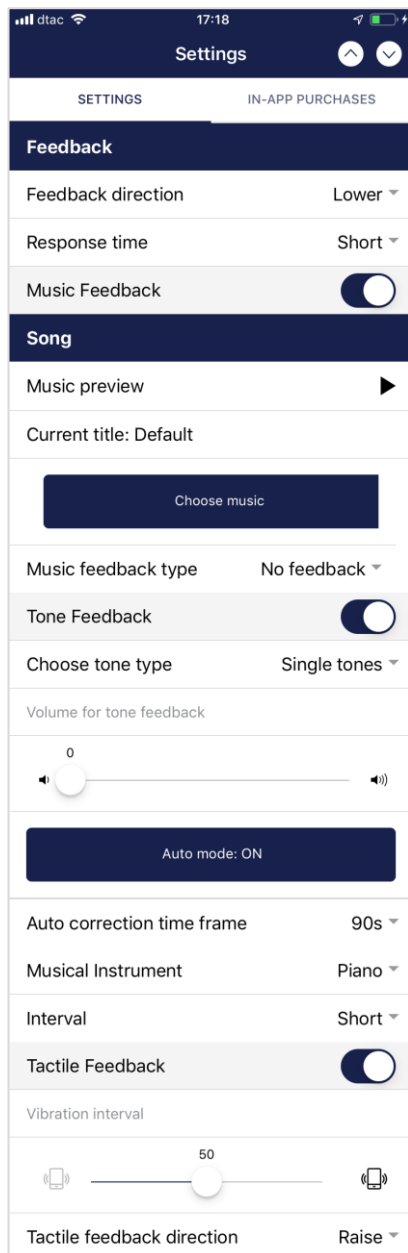 dtac 17:18
Settings
SETTINGS IN-APP PURCHASES
Feedback
Feedback direction Lower
Response time Short
Music Feedback
Song
Music preview
Current title: Default
Choose music
Music feedback type No feedback
Tone Feedback
Choose tone type Single tones
Volume for tone feedback
0
Auto mode: ON
Auto correction time frame 90s
Musical Instrument Piano
Interval Short
Tactile Feedback
Vibration interval
50
Tactile feedback direction Raise